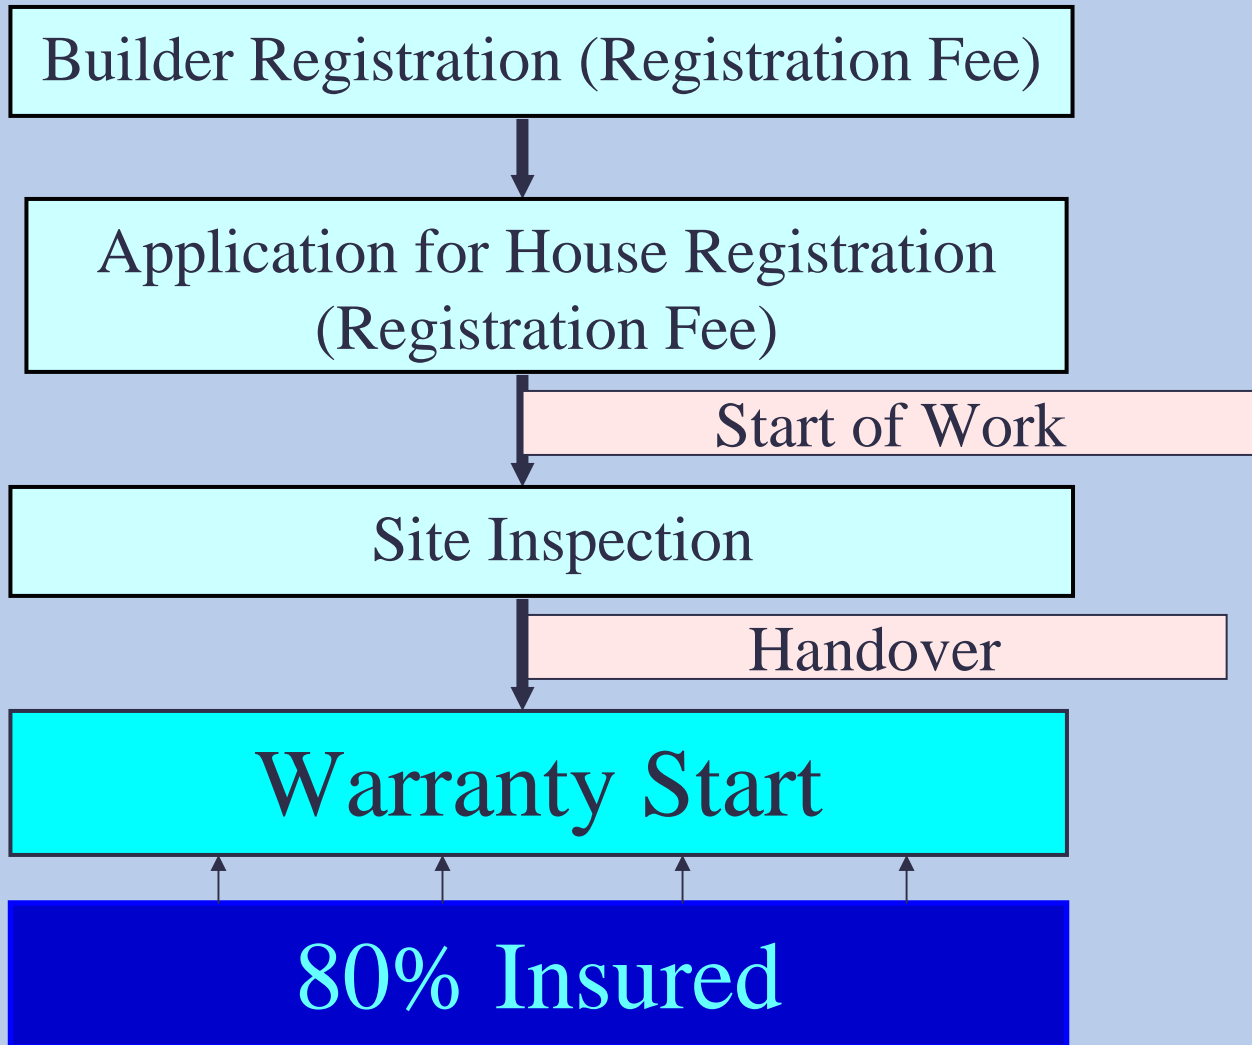 Builder Registration (Registration Fee)
Application for House Registration
(Registration Fee)
Start of Work
Site Inspection
Handover
Warranty Start
80% Insured